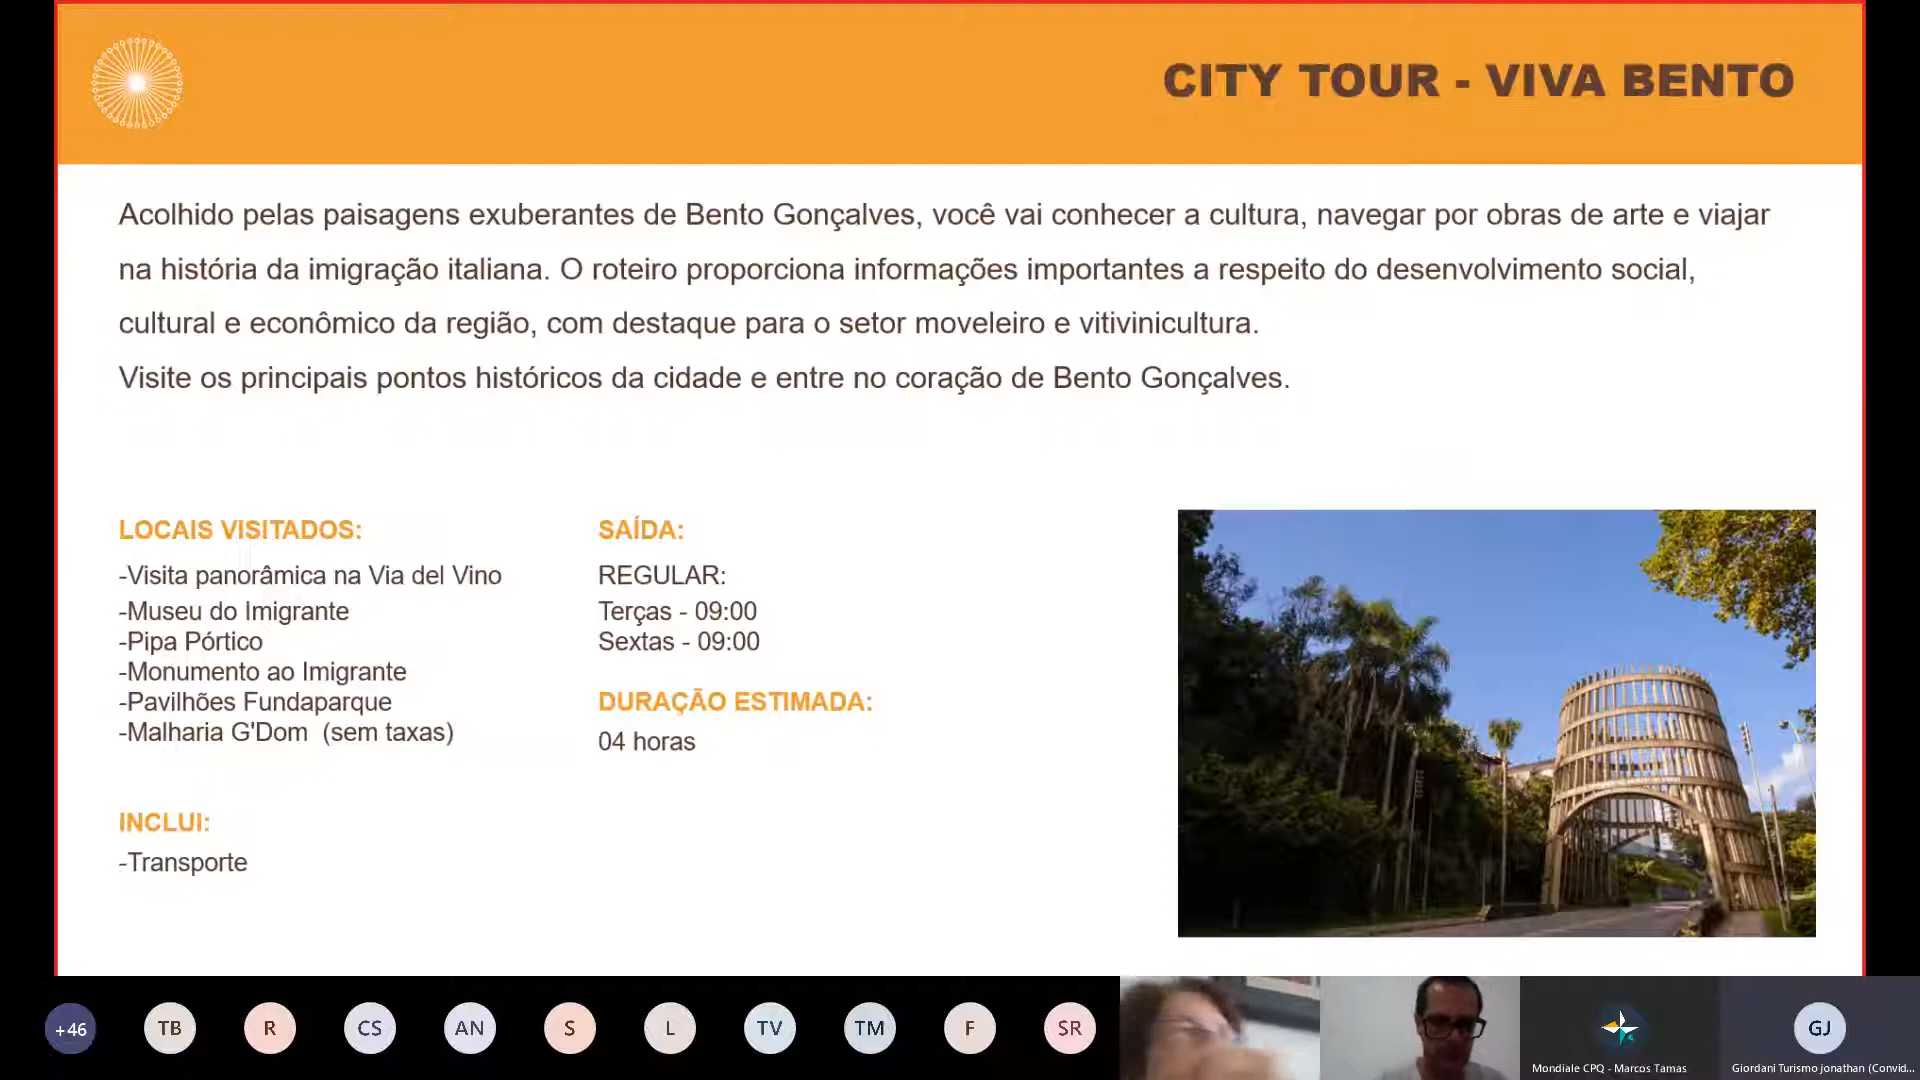 CITY TOUR - VIVA BENTO
Acolhido pelas paisagens exuberantes de Bento Gonçalves, você vai conhecer a cultura, navegar por obras de arte e viajar
na história da imigração italiana. O roteiro proporciona informações importantes a respeito do desenvolvimento social,
cultural e econômico da região, com destaque para o setor moveleiro e vitivinicultura.
Visite os principais pontos históricos da cidade e entre no coração de Bento Gonçalves.
LOCAIS VISITADOS:
-Visita panorâmica na Via del Vino
-Museu do Imigrante
-Pipa Pórtico
-Monumento ao Imigrante
-Pavilhões Fundaparque
-Malharia G'Dom  (sem taxas)
INCLUI:
-Transporte
SAÍDA:
REGULAR:
Terças - 09:00
Sextas - 09:00
DURAÇÃO ESTIMADA:
04 horas
+46
TB
R
CS
AN
S
L
TV
TM
F
SR
Mondiale CPQ - Marcos Tamas
GJ
Giordani Turismo jonathan (Convid...